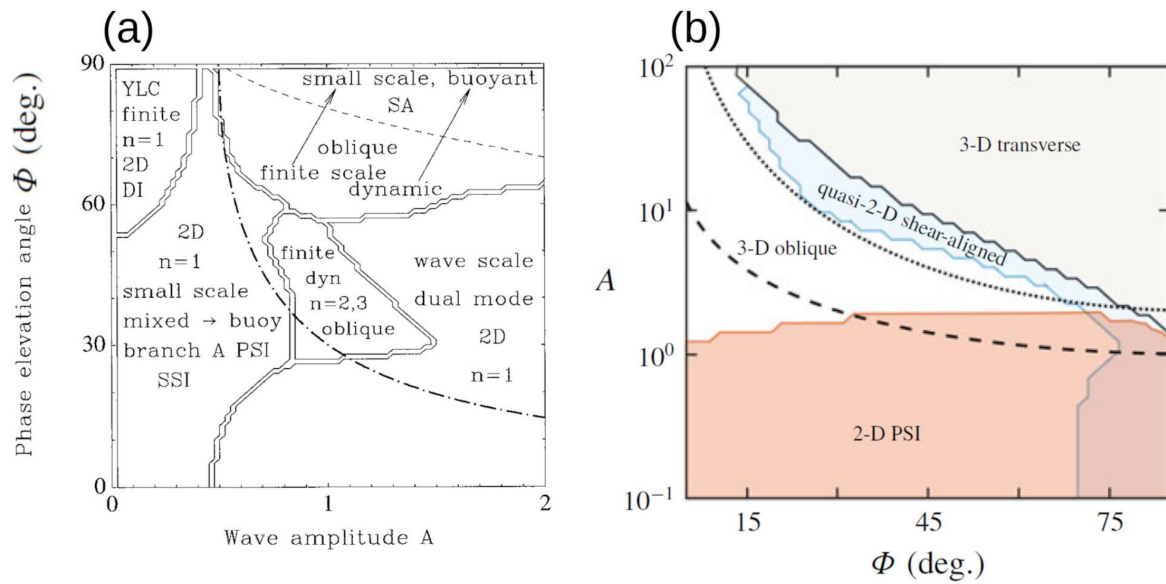 (a)
Phase elevation angle Φ (deg.)
90
60
30
0
YLC
finite
n=1
2D
DI
small scale, buoyant
SA
oblique
finite scale
dynamic
2D
n=1
small scale
mixed → buoy
branch A PSI
SSI
finite
dyn
n=2,3
oblique
wave scale
dual mode
2D
n=1
0
1
2
Wave amplitude A
(b)
A
10²
10¹
10⁰
10⁻¹
3-D transverse
quasi-2-D shear-aligned
3-D oblique
2-D PSI
15
45
75
Φ (deg.)